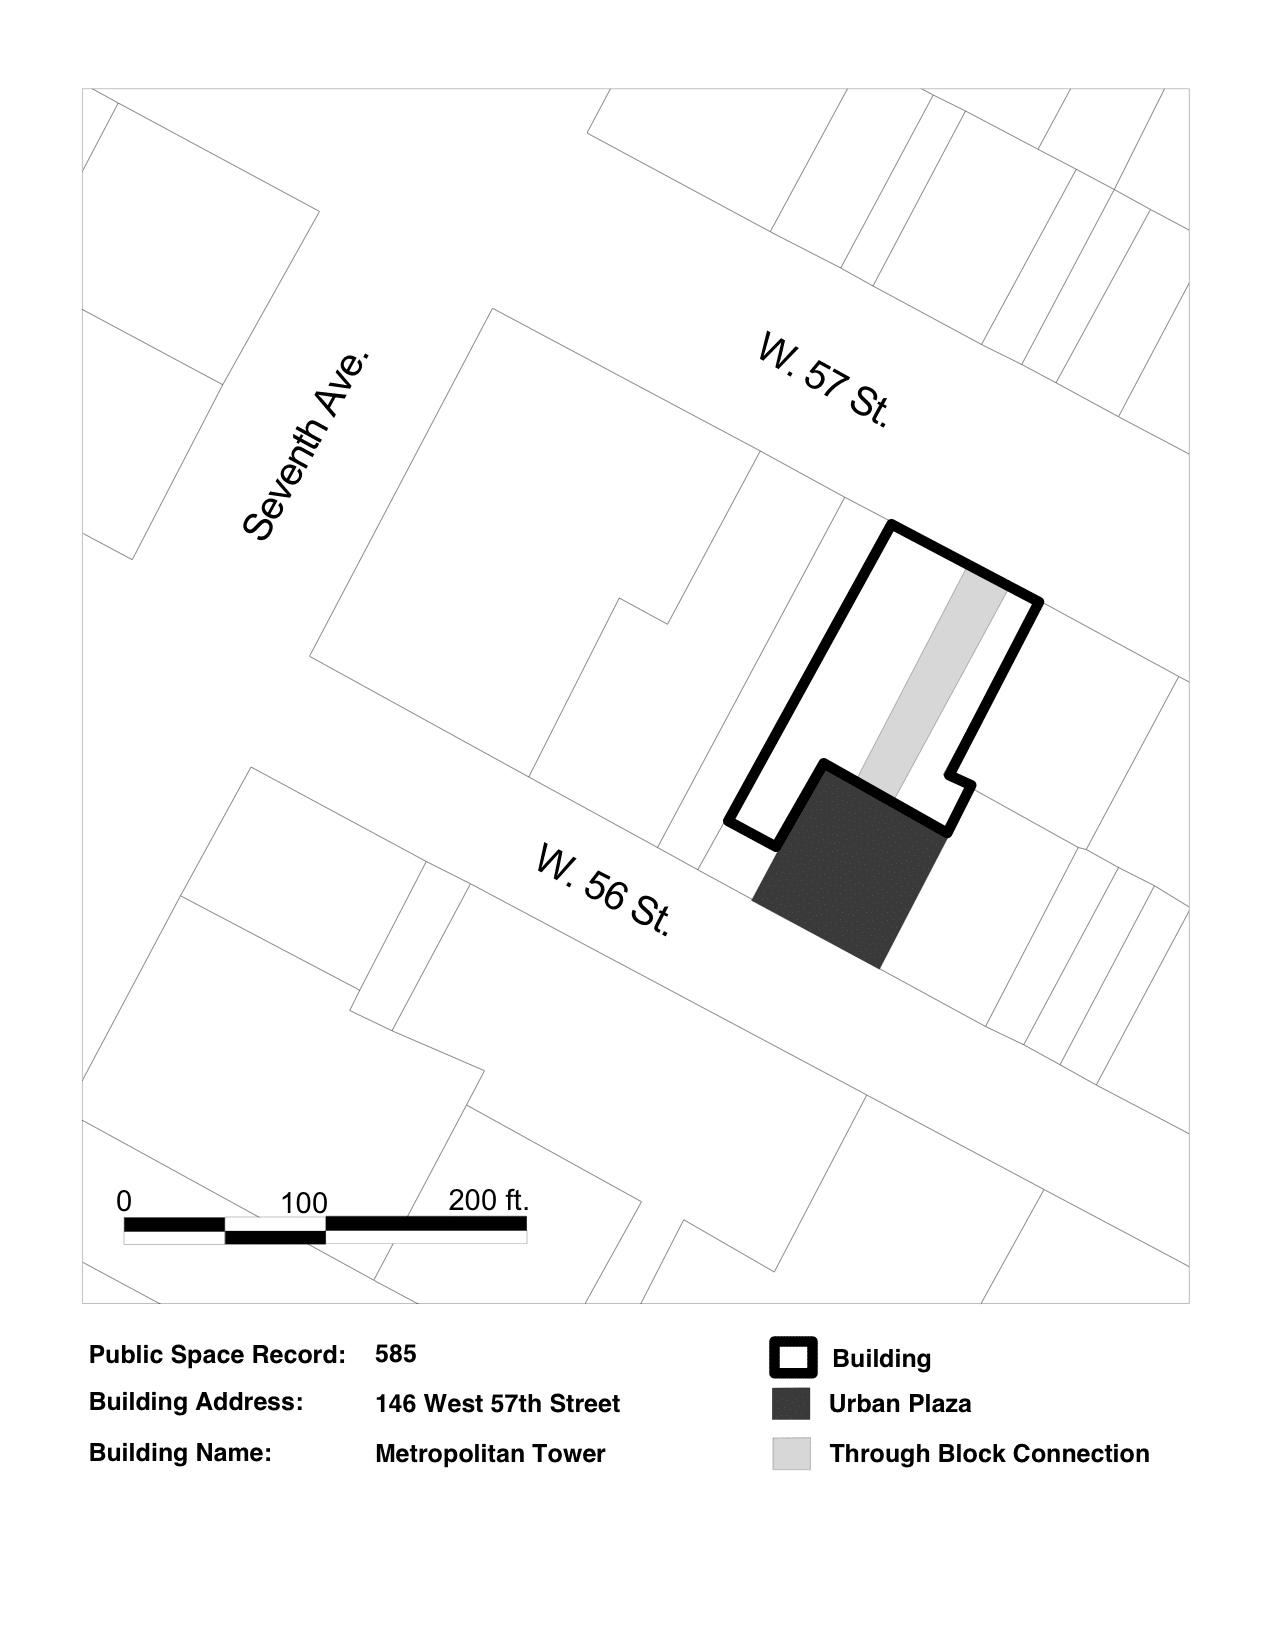 W. 57 St.
Seventh Ave.
W. 56 St.
0 100 200 ft.
Public Space Record: 585
Building Address: 146 West 57th Street
Building Name: Metropolitan Tower
Building
Urban Plaza
Through Block Connection